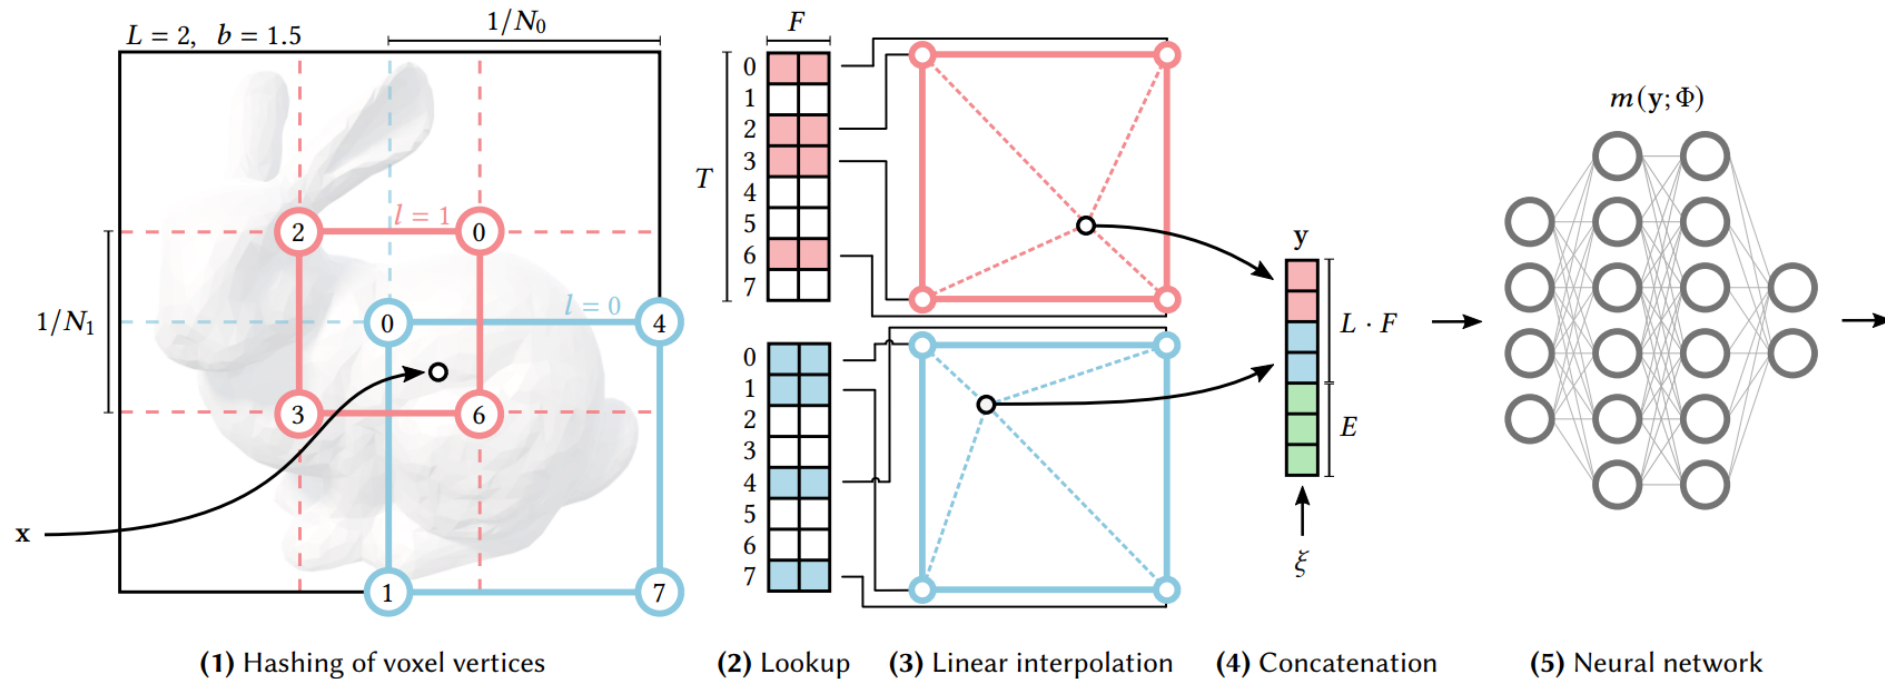 L = 2, b = 1.5
1/N₀
l = 1
2
0
1/N₁
l = 0
0
4
3
6
x
1
7
(1) Hashing of voxel vertices
F
T
0
1
2
3
4
5
6
7
0
1
2
3
4
5
6
7
(2) Lookup
(3) Linear interpolation
y
L · F
E
ξ
(4) Concatenation
m(y; Φ)
(5) Neural network